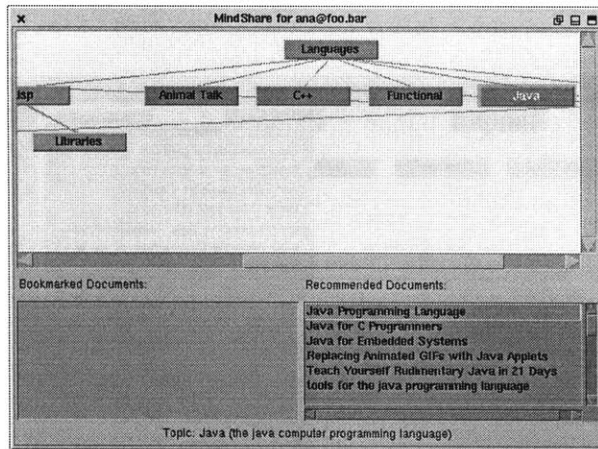 MindShare for ana@foo.bar
Languages
isp
Animal Talk
C++
Functional
Java
Libraries
Bookmarked Documents:
Recommended Documents:
Java Programming Language
Java for C Programmers
Java for Embedded Systems
Replacing Animated GIFs with Java Applets
Teach Yourself Rudimentary Java in 21 Days
tools for the java programming language
Topic: Java (the java computer programming language)